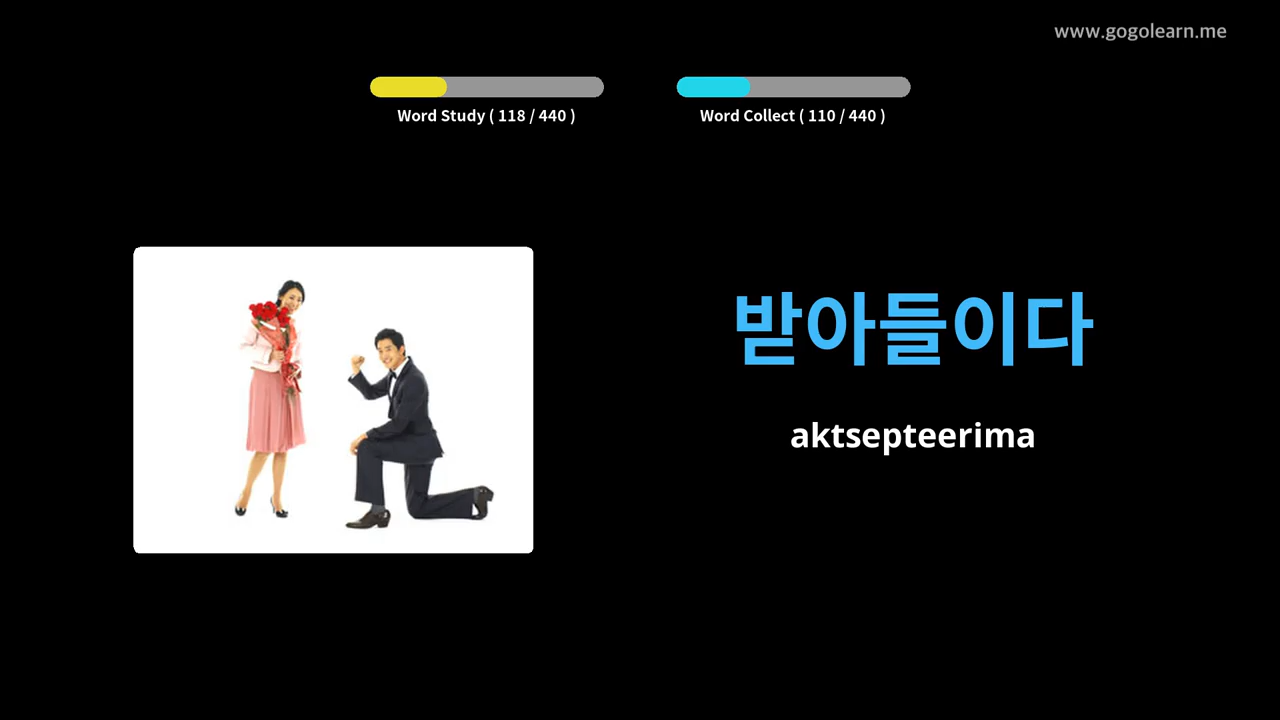 www.gogolearn.me
Word Study ( 118 / 440 )
Word Collect ( 110 / 440 )
받아들이다
aktsepteerima